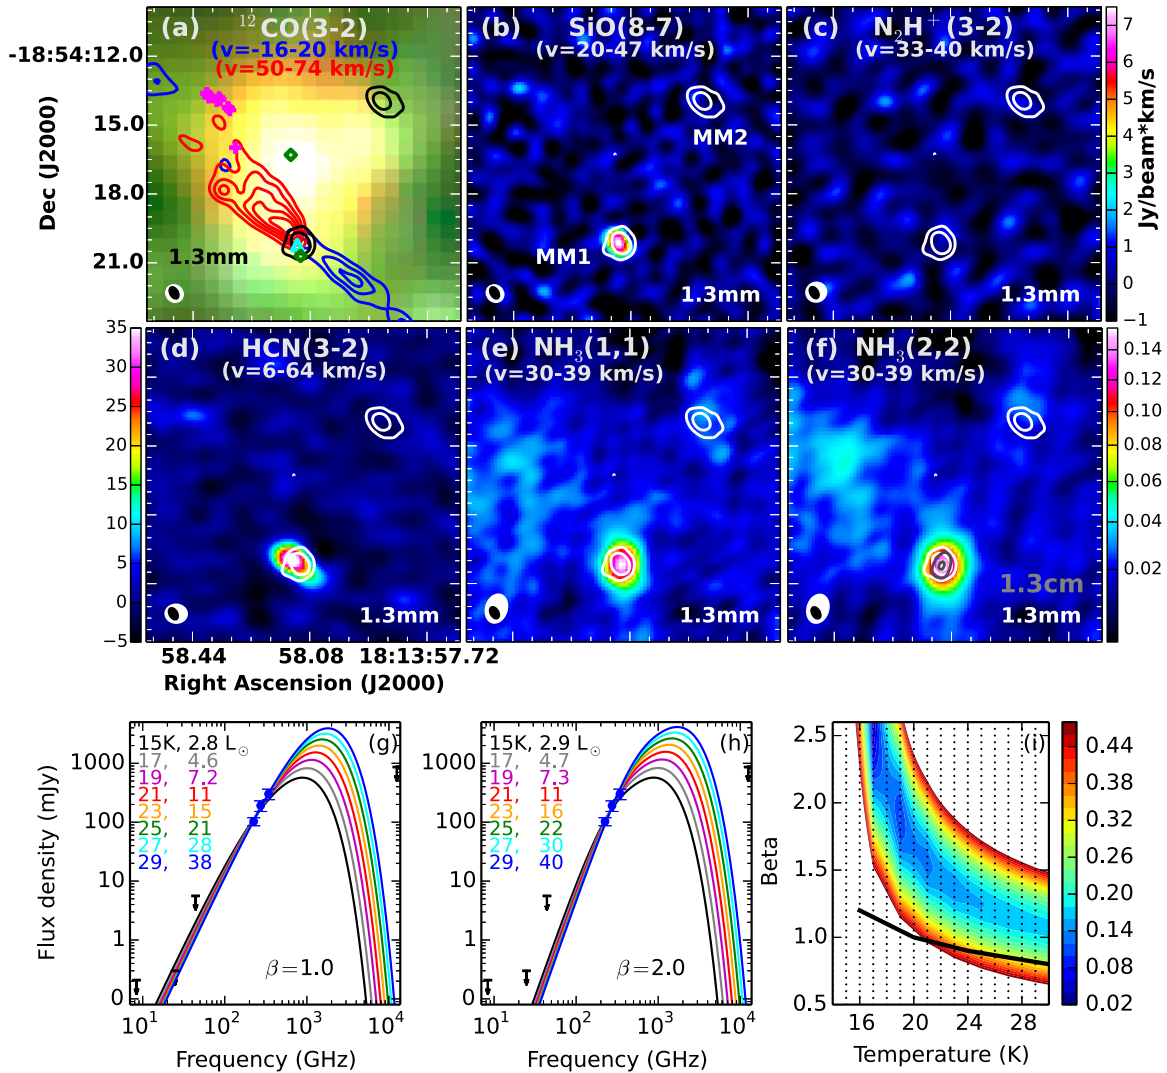 (a) ¹²CO(3-2)
(v=-16-20 km/s)
(v=50-74 km/s)
1.3mm
(b) SiO(8-7)
(v=20-47 km/s)
MM2
MM1
1.3mm
(c) N₂H⁺(3-2)
(v=33-40 km/s)
1.3mm
-18:54:12.0
15.0
18.0
21.0
Dec (J2000)
7
6
5
4
3
2
1
0
−1
Jy/beam*km/s
35
30
25
20
15
10
5
0
−5
(d) HCN(3-2)
(v=6-64 km/s)
1.3mm
(e) NH₃(1,1)
(v=30-39 km/s)
1.3mm
(f) NH₃(2,2)
(v=30-39 km/s)
1.3cm
1.3mm
0.14
0.12
0.10
0.08
0.06
0.04
0.02
58.44 58.08 18:13:57.72
Right Ascension (J2000)
Flux density (mJy)
1000
100
10
1
0
15K, 2.8 L☉ (g)
17, 4.6
19, 7.2
21, 11
23, 15
25, 21
27, 28
29, 38
β=1.0
10¹ 10² 10³ 10⁴
Frequency (GHz)
1000
100
10
1
0
15K, 2.9 L☉ (h)
17, 4.7
19, 7.3
21, 11
23, 16
25, 22
27, 30
29, 40
β=2.0
10¹ 10² 10³ 10⁴
Frequency (GHz)
Beta
2.5
2.0
1.5
1.0
0.5
(i)
16 20 24 28
Temperature (K)
0.44
0.38
0.32
0.26
0.20
0.14
0.08
0.02